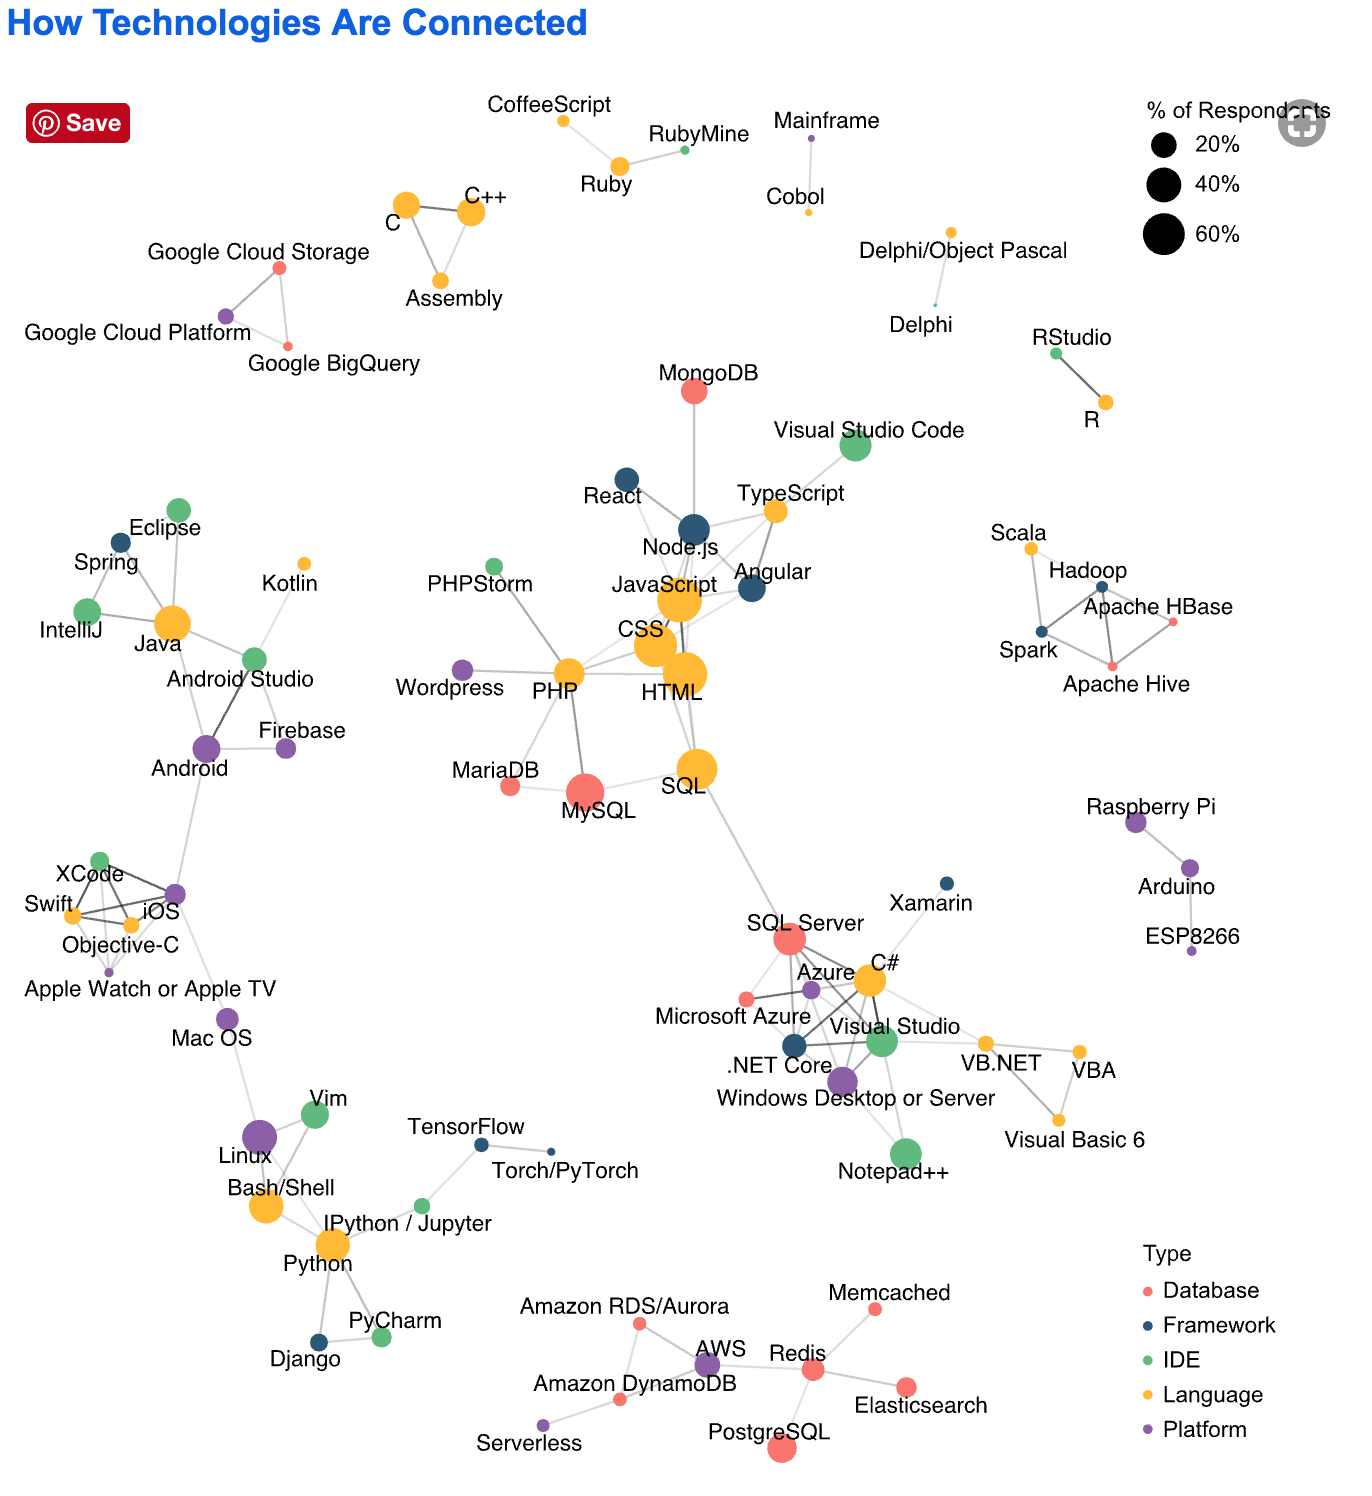 How Technologies Are Connected
Save
CoffeeScript
RubyMine
Ruby
Mainframe
Cobol
% of Respondents
20%
40%
60%
C++
C
Assembly
Google Cloud Storage
Google Cloud Platform
Google BigQuery
Delphi/Object Pascal
Delphi
RStudio
R
MongoDB
Visual Studio Code
React
TypeScript
Node.js
Angular
JavaScript
PHPStorm
CSS
Wordpress
PHP
HTML
MariaDB
SQL
MySQL
Eclipse
Spring
Kotlin
IntelliJ
Java
Android Studio
Firebase
Android
Scala
Hadoop
Apache HBase
Spark
Apache Hive
Raspberry Pi
Arduino
ESP8266
XCode
Swift
iOS
Objective-C
Apple Watch or Apple TV
Mac OS
Xamarin
SQL Server
C#
Azure
Microsoft Azure
Visual Studio
.NET Core
VB.NET
VBA
Windows Desktop or Server
Visual Basic 6
Notepad++
Vim
Linux
TensorFlow
Torch/PyTorch
Bash/Shell
IPython / Jupyter
Python
PyCharm
Django
Amazon RDS/Aurora
Memcached
AWS
Redis
Amazon DynamoDB
Elasticsearch
PostgreSQL
Serverless
Type
Database
Framework
IDE
Language
Platform